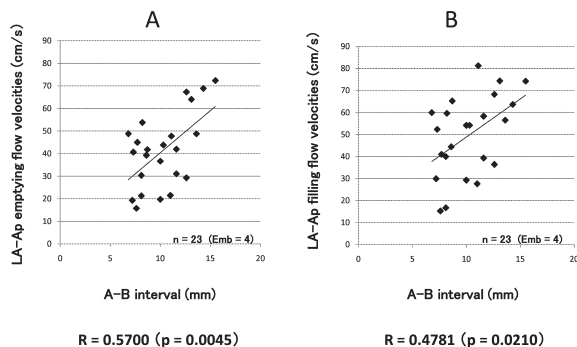 A
LA–Ap emptying flow velocities (cm/s)
90
80
70
60
50
40
30
20
10
0
n = 23 (Emb = 4)
0 5 10 15 20
A–B interval (mm)
R = 0.5700 (p = 0.0045)
B
LA–Ap filling flow velocities (cm/s)
90
80
70
60
50
40
30
20
10
0
n = 23 (Emb = 4)
0 5 10 15 20
A–B interval (mm)
R = 0.4781 (p = 0.0210)